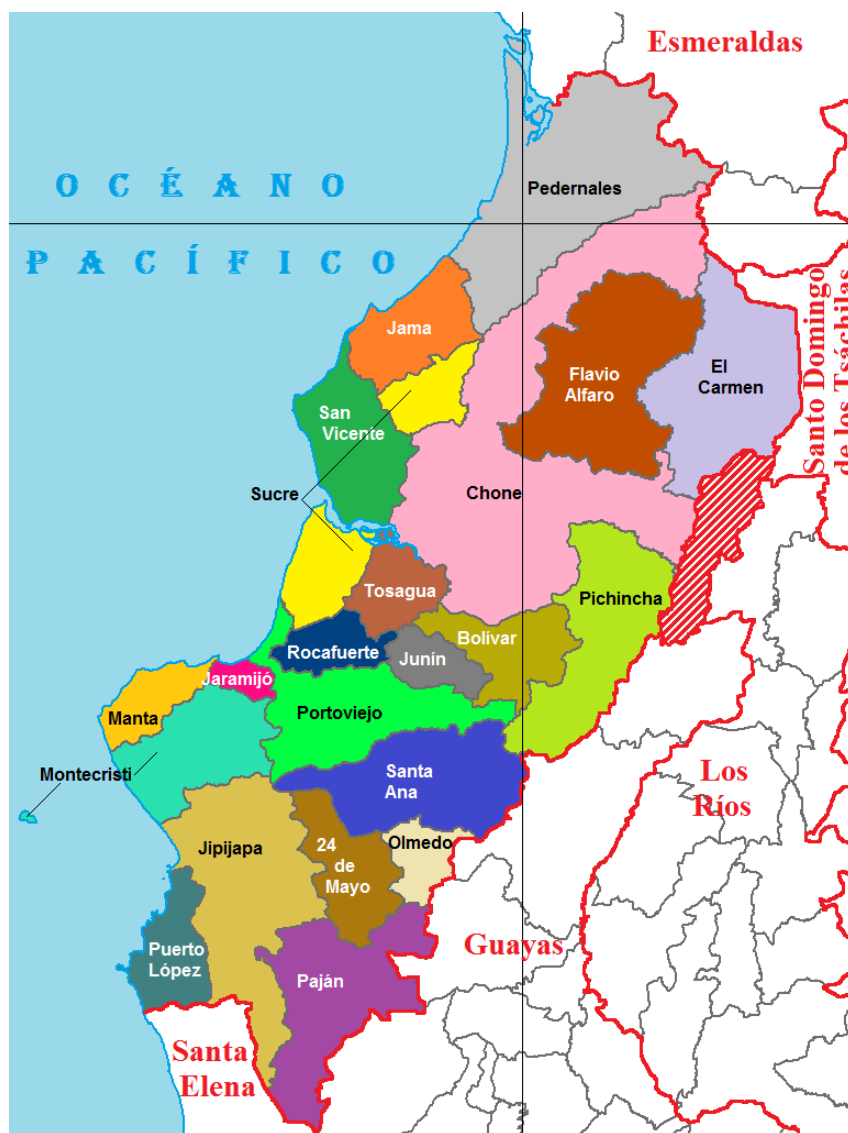 Esmeraldas
OCÉANO
Pedernales
PACÍFICO
Santo Domingo
de los Tsáchilas
Jama
El
Carmen
Flavio
Alfaro
San
Vicente
Sucre
Chone
Tosagua
Pichincha
Bolívar
Rocafuerte
Junín
Jaramijó
Manta
Portoviejo
Montecristi
Santa
Ana
Los
Ríos
Jipijapa
24
de
Mayo
Olmedo
Guayas
Puerto
López
Paján
Santa
Elena